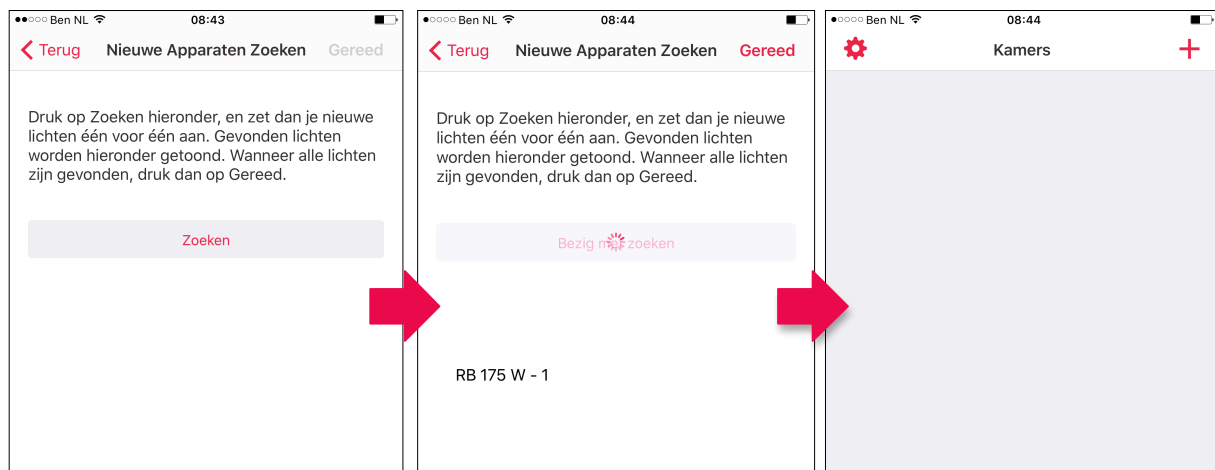 Ben NL 08:43
Terug Nieuwe Apparaten Zoeken Gereed
Druk op Zoeken hieronder, en zet dan je nieuwe
lichten één voor één aan. Gevonden lichten
worden hieronder getoond. Wanneer alle lichten
zijn gevonden, druk dan op Gereed.
Zoeken
Ben NL 08:44
Terug Nieuwe Apparaten Zoeken Gereed
Druk op Zoeken hieronder, en zet dan je nieuwe
lichten één voor één aan. Gevonden lichten
worden hieronder getoond. Wanneer alle lichten
zijn gevonden, druk dan op Gereed.
Bezig met zoeken
RB 175 W - 1
Ben NL 08:44
Kamers